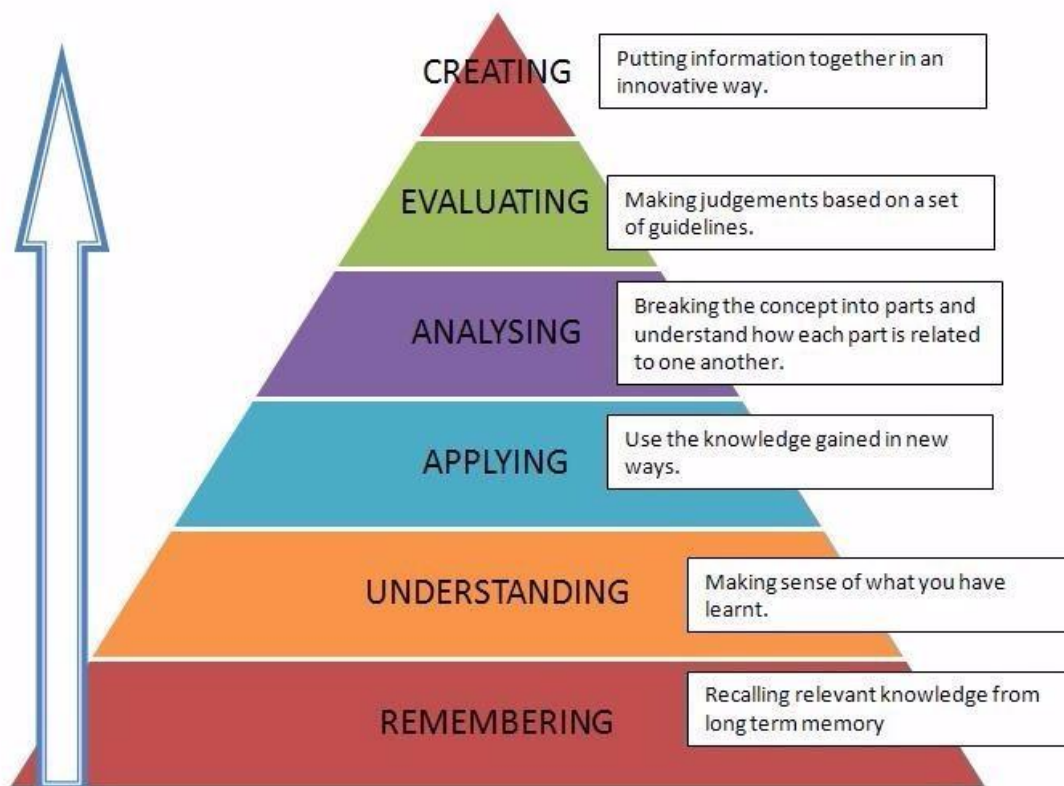 CREATING
Putting information together in an
innovative way.
EVALUATING
Making judgements based on a set
of guidelines.
ANALYSING
Breaking the concept into parts and
understand how each part is related
to one another.
APPLYING
Use the knowledge gained in new
ways.
UNDERSTANDING
Making sense of what you have
learnt.
REMEMBERING
Recalling relevant knowledge from
long term memory